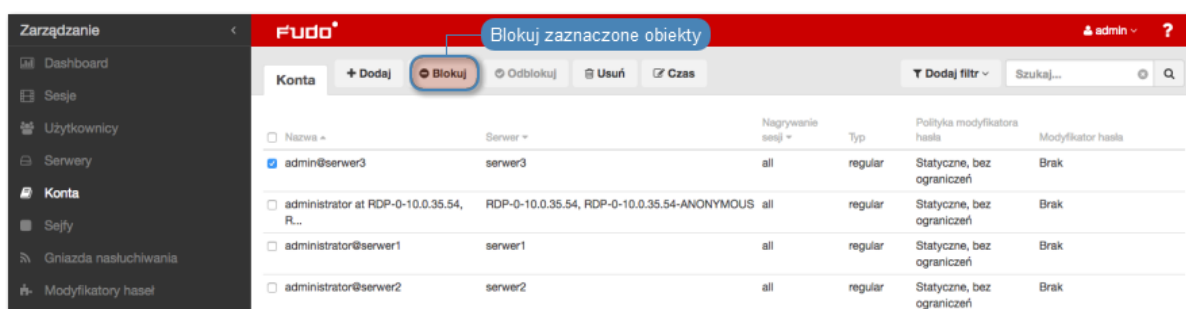 Zarządzanie
Fudo
Blokuj zaznaczone obiekty
admin
?
Dashboard
Sesje
Użytkownicy
Serwery
Konta
Sejfy
Gniazda nasłuchiwania
Modyfikatory haseł
Konta
+ Dodaj
Blokuj
Odblokuj
Usuń
Czas
Dodaj filtr
Szukaj...
Nazwa
Serwer
Nagrywanie
sesji
Typ
Polityka modyfikatora
hasła
Modyfikator hasła
admin@serwer3 serwer3 all regular Statyczne, bez Brak
ograniczeń
administrator at RDP-0-10.0.35.54, RDP-0-10.0.35.54, RDP-0-10.0.35.54-ANONYMOUS all regular Statyczne, bez Brak
R... ograniczeń
administrator@serwer1 serwer1 all regular Statyczne, bez Brak
ograniczeń
administrator@serwer2 serwer2 all regular Statyczne, bez Brak
ograniczeń